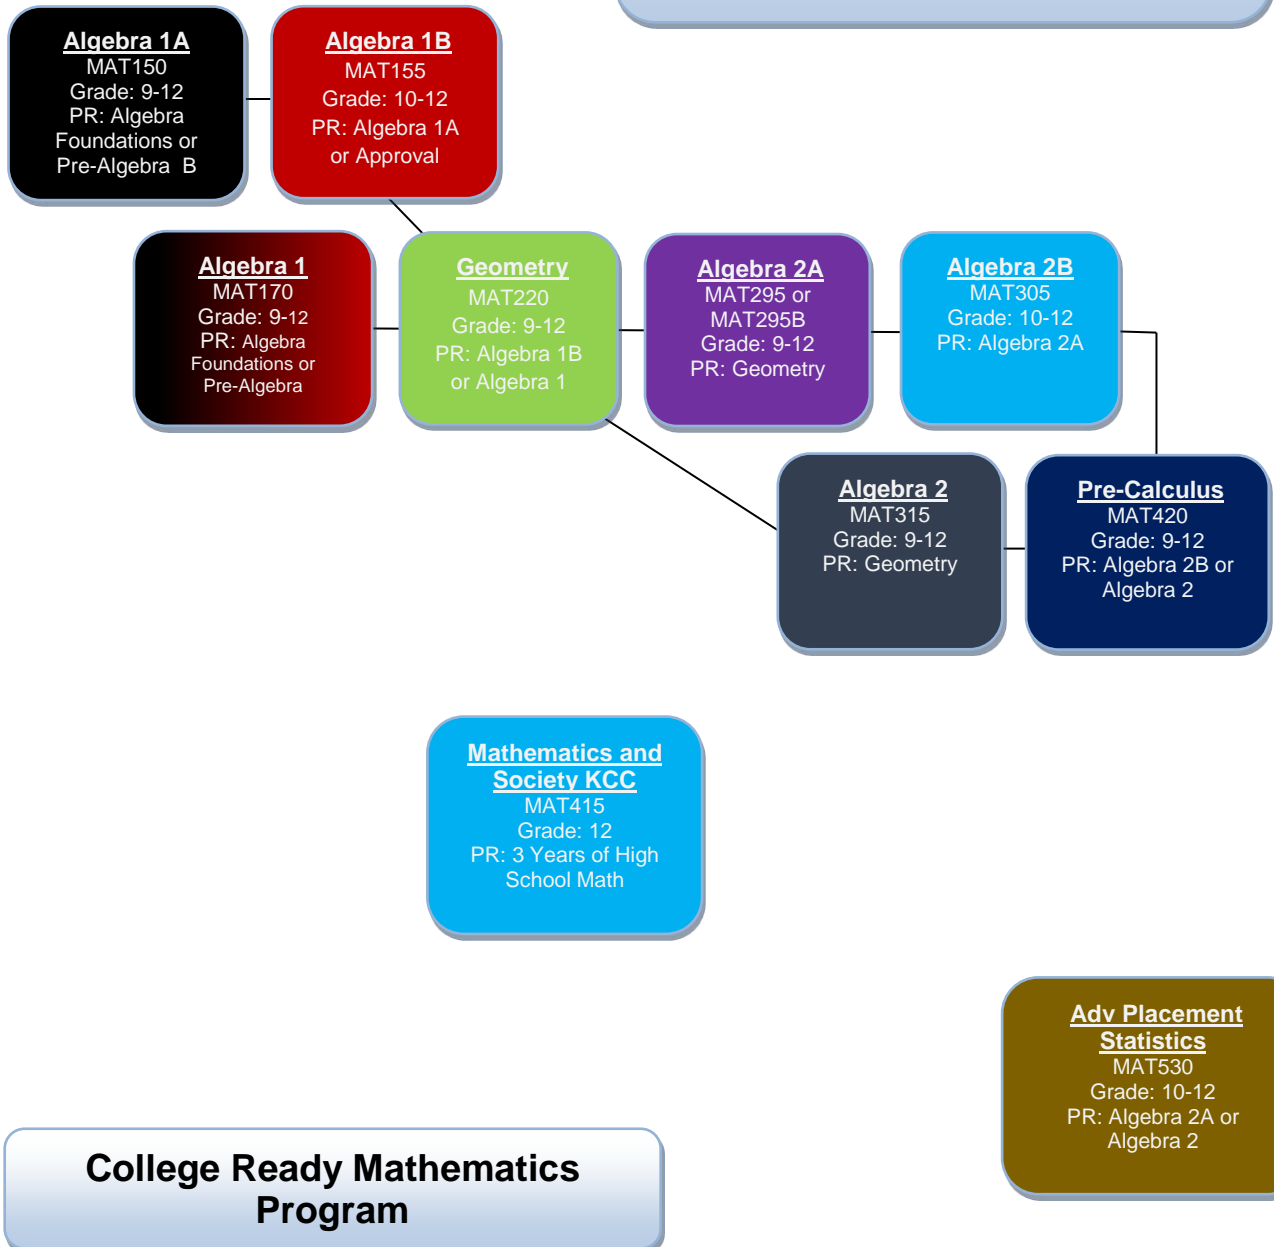 Algebra 1A
MAT150
Grade: 9-12
PR: Algebra
Foundations or
Pre-Algebra B
Algebra 1B
MAT155
Grade: 10-12
PR: Algebra 1A
or Approval
Algebra 1
MAT170
Grade: 9-12
PR: Algebra
Foundations or
Pre-Algebra
Geometry
MAT220
Grade: 9-12
PR: Algebra 1B
or Algebra 1
Algebra 2A
MAT295 or
MAT295B
Grade: 9-12
PR: Geometry
Algebra 2B
MAT305
Grade: 10-12
PR: Algebra 2A
Algebra 2
MAT315
Grade: 9-12
PR: Geometry
Pre-Calculus
MAT420
Grade: 9-12
PR: Algebra 2B or
Algebra 2
Mathematics and
Society KCC
MAT415
Grade: 12
PR: 3 Years of High
School Math
Adv Placement
Statistics
MAT530
Grade: 10-12
PR: Algebra 2A or
Algebra 2
College Ready Mathematics
Program